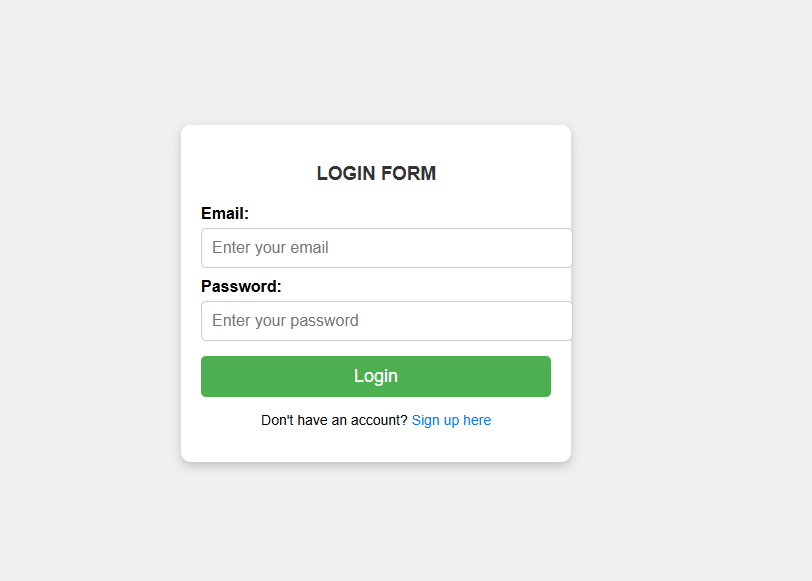 LOGIN FORM
Email:
Enter your email
Password:
Enter your password
Login
Don't have an account? Sign up here